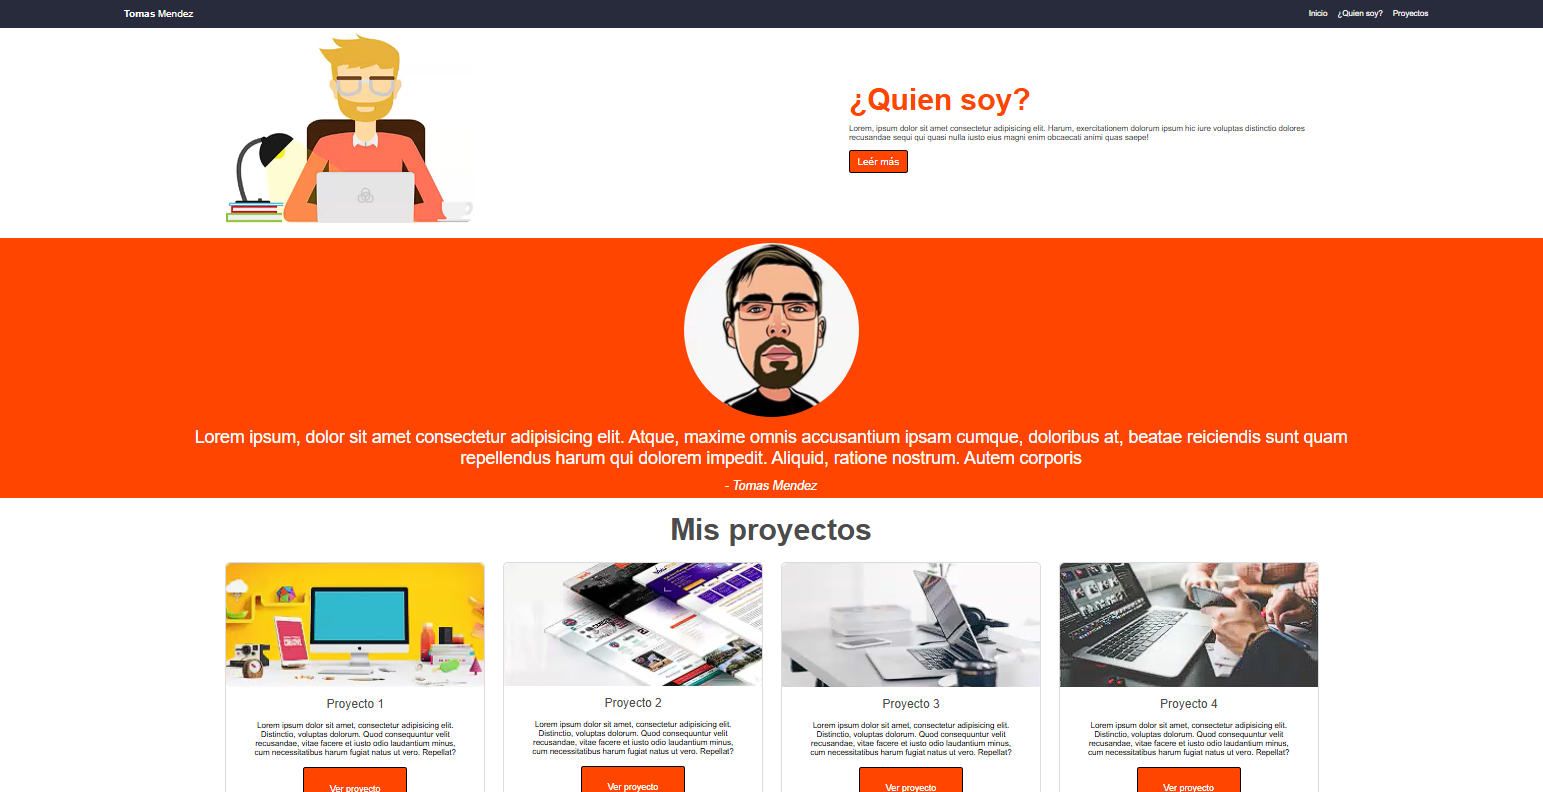 Tomas Mendez
Inicio ¿Quien soy? Proyectos
¿Quien soy?
Lorem, ipsum dolor sit amet consectetur adipisicing elit. Harum, exercitationem dolorum ipsum hic iure voluptas distinctio dolores
recusandae sequi qui quasi nulla iusto eius magni enim obcaecati animi quas saepe!
Leér más
Lorem ipsum, dolor sit amet consectetur adipisicing elit. Atque, maxime omnis accusantium ipsam cumque, doloribus at, beatae reiciendis sunt quam
repellendus harum qui dolorem impedit. Aliquid, ratione nostrum. Autem corporis
- Tomas Mendez
Mis proyectos
Proyecto 1
Lorem ipsum dolor sit amet, consectetur adipisicing elit.
Distinctio, voluptas dolorum. Quod consequuntur velit
recusandae, vitae facere et iusto odio laudantium minus,
cum necessitatibus harum fugiat natus ut vero. Repellat?
Ver proyecto
Proyecto 2
Lorem ipsum dolor sit amet, consectetur adipisicing elit.
Distinctio, voluptas dolorum. Quod consequuntur velit
recusandae, vitae facere et iusto odio laudantium minus,
cum necessitatibus harum fugiat natus ut vero. Repellat?
Ver proyecto
Proyecto 3
Lorem ipsum dolor sit amet, consectetur adipisicing elit.
Distinctio, voluptas dolorum. Quod consequuntur velit
recusandae, vitae facere et iusto odio laudantium minus,
cum necessitatibus harum fugiat natus ut vero. Repellat?
Ver proyecto
Proyecto 4
Lorem ipsum dolor sit amet, consectetur adipisicing elit.
Distinctio, voluptas dolorum. Quod consequuntur velit
recusandae, vitae facere et iusto odio laudantium minus,
cum necessitatibus harum fugiat natus ut vero. Repellat?
Ver proyecto